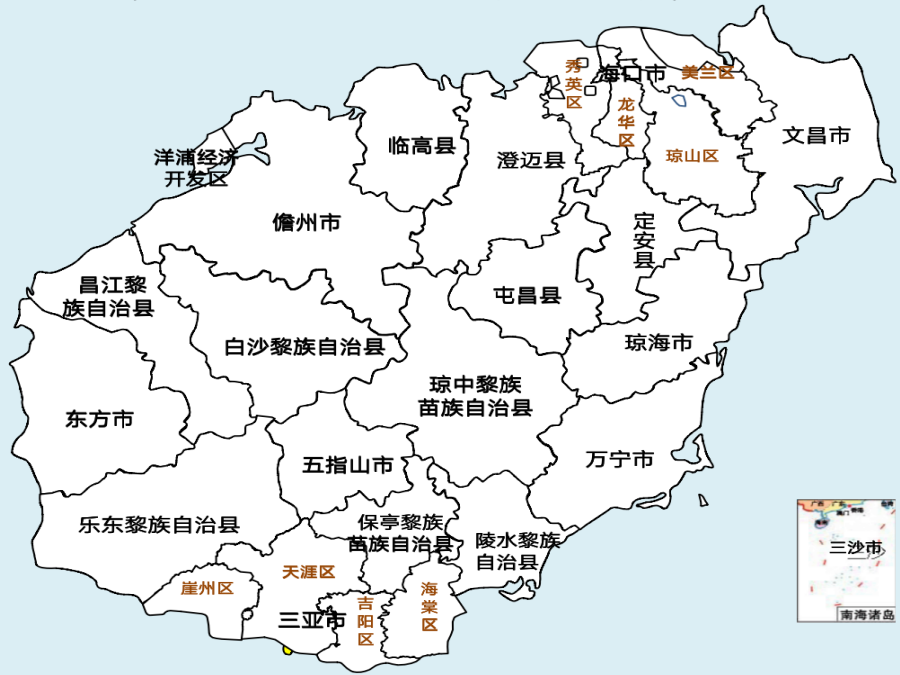 秀英区
海口市
美兰区
龙华区
文昌市
临高县
澄迈县
琼山区
洋浦经济
开发区
儋州市
定安县
昌江黎
族自治县
屯昌县
白沙黎族自治县
琼海市
琼中黎族
苗族自治县
东方市
五指山市
万宁市
乐东黎族自治县
保亭黎族
苗族自治县
陵水黎族
自治县
天涯区
崖州区
海棠区
吉阳区
三亚市
三沙市
南海诸岛